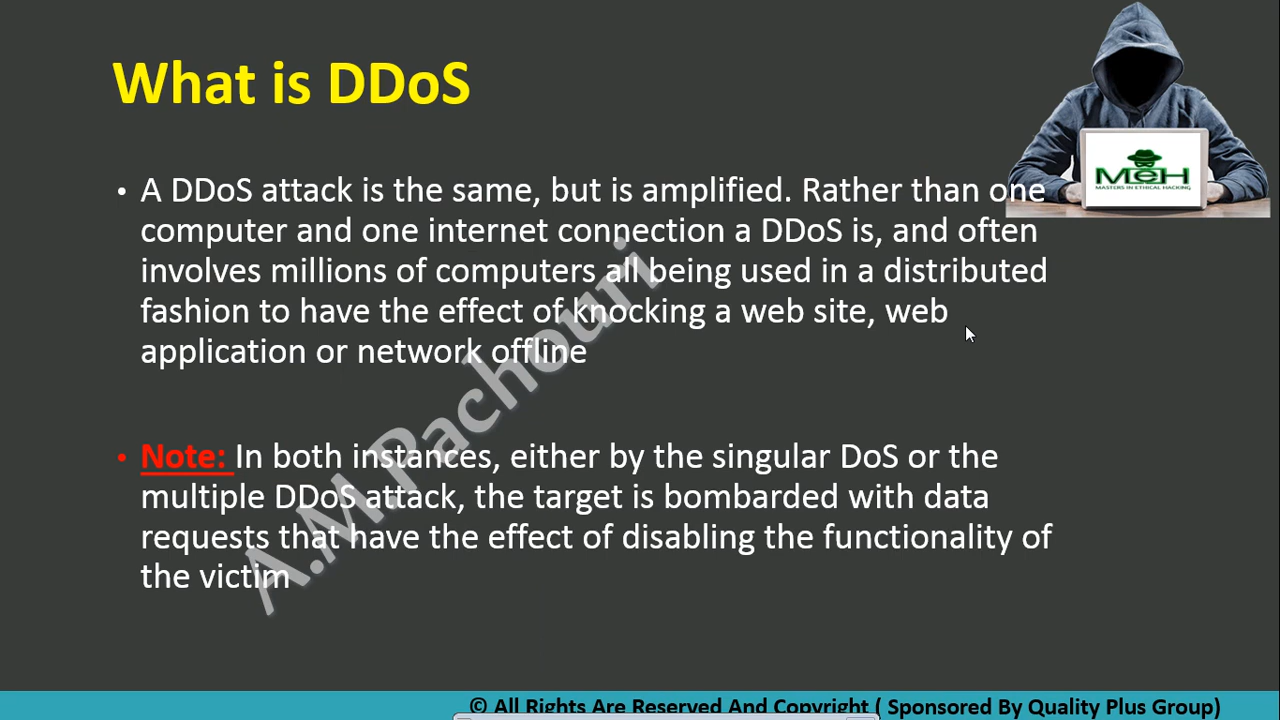 What is DDoS
MeH
MASTERS IN ETHICAL HACKING
• A DDoS attack is the same, but is amplified. Rather than one
computer and one internet connection a DDoS is, and often
involves millions of computers all being used in a distributed
fashion to have the effect of knocking a web site, web
application or network offline
• Note: In both instances, either by the singular DoS or the
multiple DDoS attack, the target is bombarded with data
requests that have the effect of disabling the functionality of
the victim
A.M.Pachouri
© All Rights Are Reserved And Copyright ( Sponsored By Quality Plus Group)